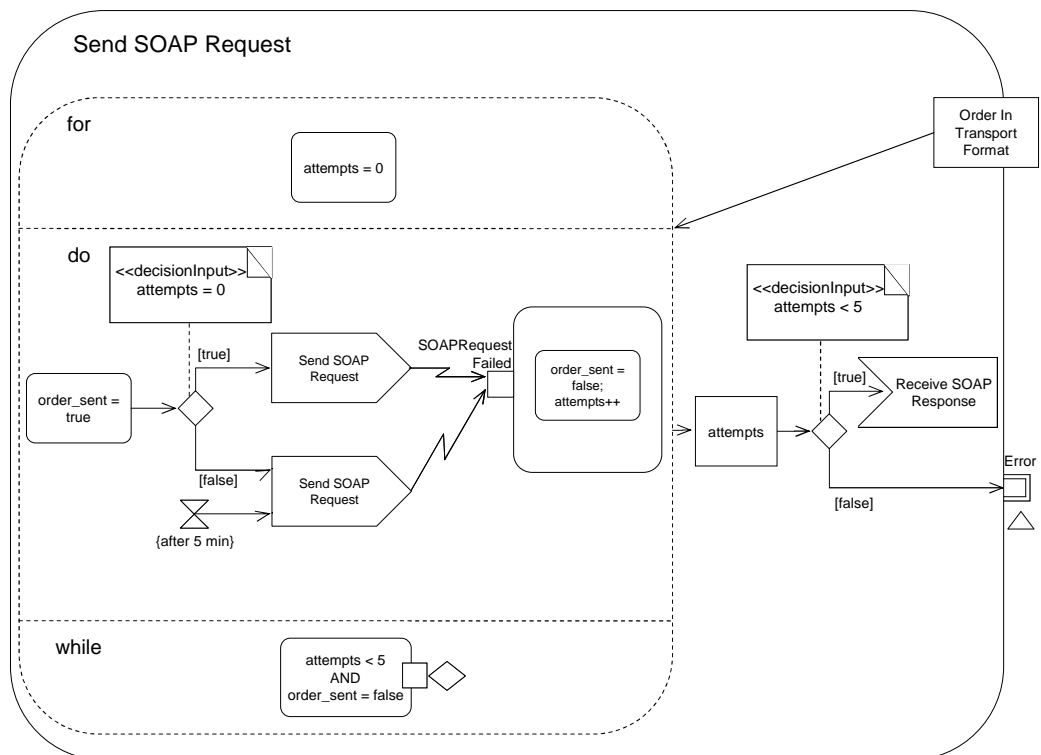 Send SOAP Request
for
attempts = 0
Order In
Transport
Format
do
<<decisionInput>>
attempts = 0
[true]
Send SOAP
Request
SOAPRequest
Failed
order_sent =
false;
attempts++
order_sent =
true
[false]
Send SOAP
Request
{after 5 min}
<<decisionInput>>
attempts < 5
attempts
[true]
Receive SOAP
Response
[false]
Error
while
attempts < 5
AND
order_sent = false